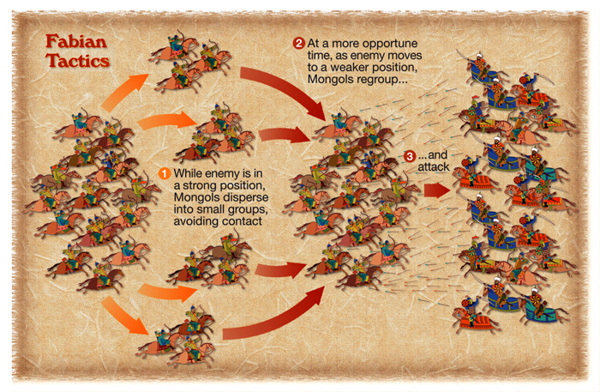 Fabian
Tactics
1 While enemy is in
a strong position,
Mongols disperse
into small groups,
avoiding contact
2 At a more opportune
time, as enemy moves
to a weaker position,
Mongols regroup...
3 ...and
attack